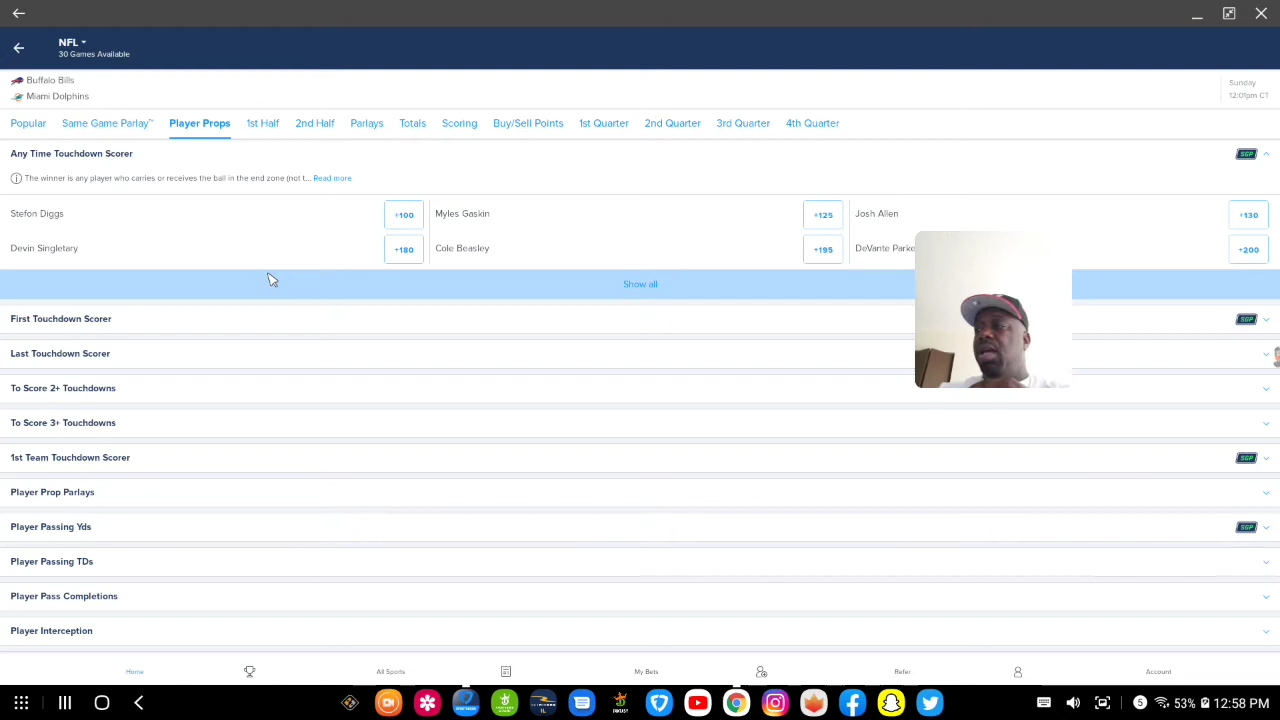 NFL
30 Games Available
Buffalo Bills
Miami Dolphins
Sunday
12:01pm CT
Popular Same Game Parlay™ Player Props 1st Half 2nd Half Parlays Totals Scoring Buy/Sell Points 1st Quarter 2nd Quarter 3rd Quarter 4th Quarter
Any Time Touchdown Scorer SGP
The winner is any player who carries or receives the ball in the end zone (not t... Read more
Stefon Diggs +100 Myles Gaskin +125 Josh Allen +130
Devin Singletary +180 Cole Beasley +195 DeVante Parke +200
Show all
First Touchdown Scorer SGP
Last Touchdown Scorer
To Score 2+ Touchdowns
To Score 3+ Touchdowns
1st Team Touchdown Scorer SGP
Player Prop Parlays
Player Passing Yds SGP
Player Passing TDs
Player Pass Completions
Player Interception
Home All Sports My Bets Refer Account
5 53% 12:58 PM